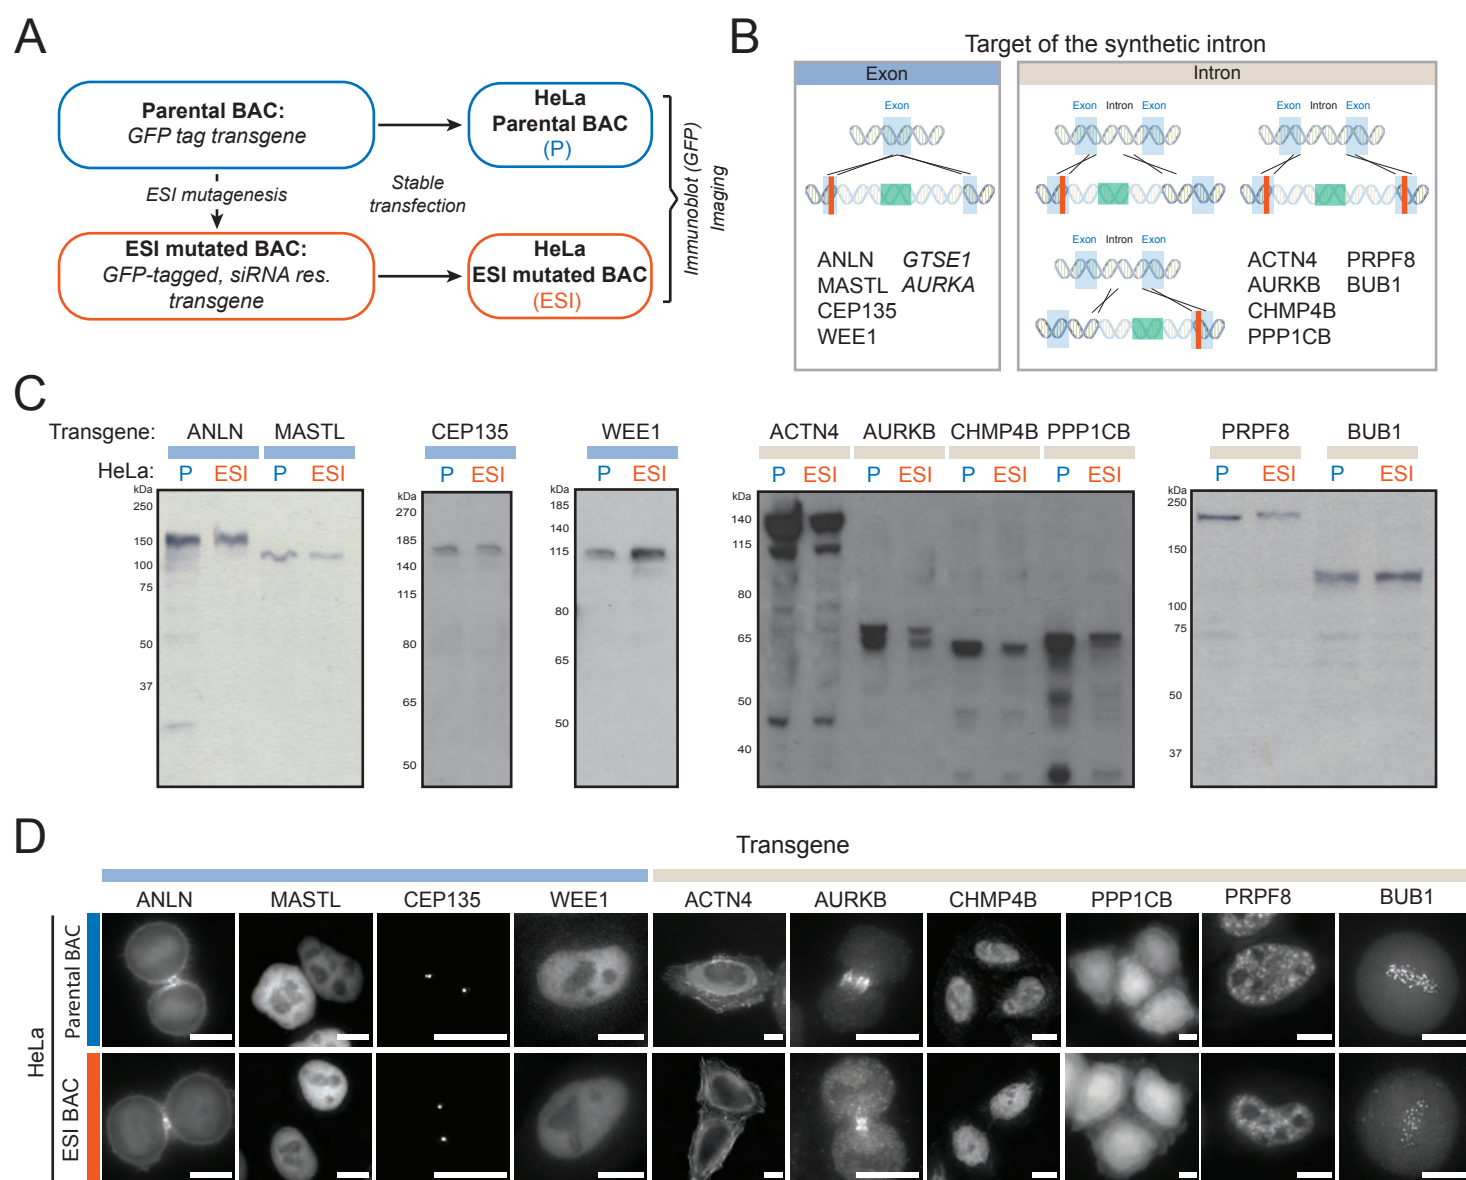 A
Parental BAC:
GFP tag transgene
HeLa
Parental BAC
(P)
ESI mutagenesis
Stable
transfection
ESI mutated BAC:
GFP-tagged, siRNA res.
transgene
HeLa
ESI mutated BAC
(ESI)
Immunoblot (GFP)
Imaging
B
Target of the synthetic intron
Exon
Intron
Exon
Exon Intron Exon
Exon Intron Exon
Exon Intron Exon
ANLN GTSE1
MASTL AURKA
CEP135
WEE1
ACTN4 PRPF8
AURKB BUB1
CHMP4B
PPP1CB
C
Transgene: ANLN MASTL CEP135 WEE1 ACTN4 AURKB CHMP4B PPP1CB PRPF8 BUB1
HeLa: P ESI P ESI P ESI P ESI P ESI P ESI P ESI P ESI P ESI P ESI
kDa
250
150
100
75
50
37
kDa
270
185
140
115
80
65
50
kDa
185
140
115
80
65
50
kDa
140
115
80
65
50
40
kDa
250
150
100
75
50
37
D
Transgene
ANLN MASTL CEP135 WEE1 ACTN4 AURKB CHMP4B PPP1CB PRPF8 BUB1
HeLa
Parental BAC
ESI BAC